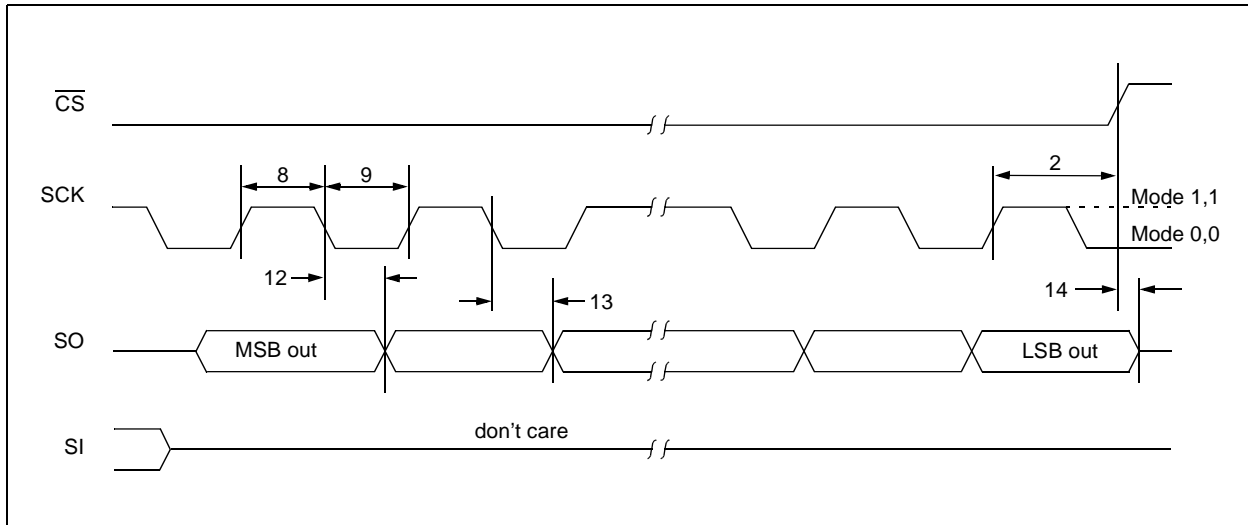 CS
2
8
9
SCK
Mode 1,1
Mode 0,0
12
13
14
SO
MSB out
LSB out
don't care
SI